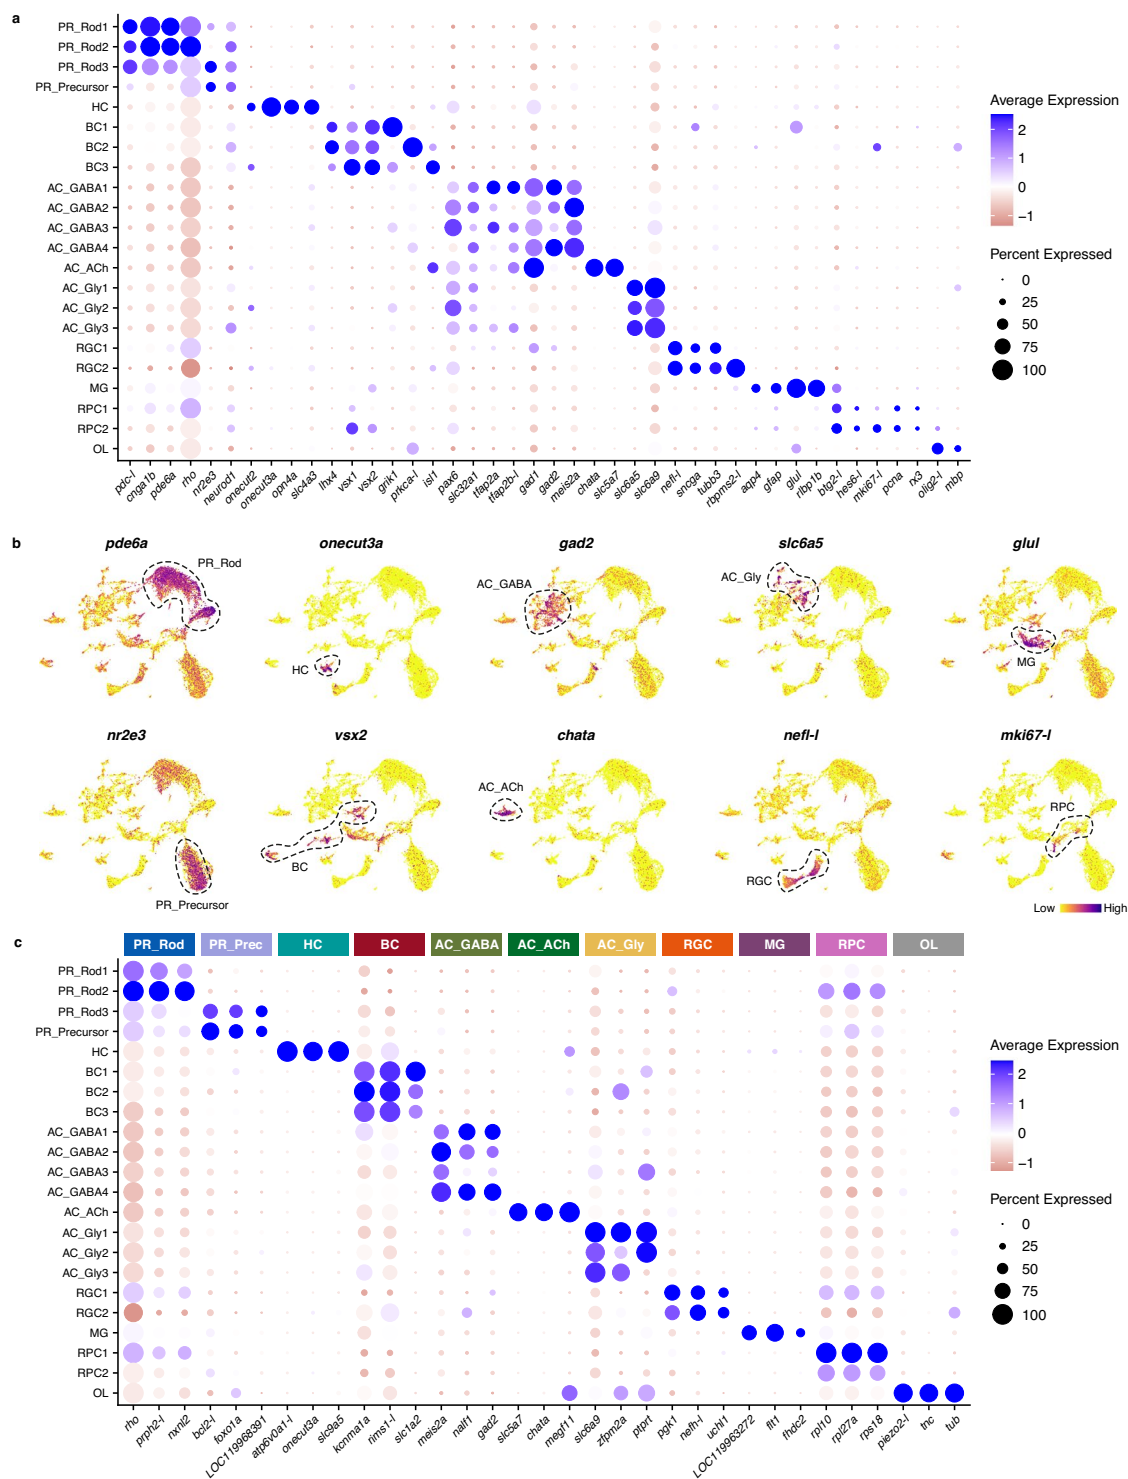 a
PR_Rod1
PR_Rod2
PR_Rod3
PR_Precursor
HC
BC1
BC2
BC3
AC_GABA1
AC_GABA2
AC_GABA3
AC_GABA4
AC_ACh
AC_Gly1
AC_Gly2
AC_Gly3
RGC1
RGC2
MG
RPC1
RPC2
OL
pdc-l cnga1b pde6a rho nr2e3 neurod1 onecut2 onecut3a opn4a slc4a3 lhx4 vsx1 vsx2 grik1 prkca-l isl1 pax6 slc32a1 tfap2a tfap2b-l gad1 gad2 meis2a chata slc5a7 slc6a5 slc6a9 nefl-l sncga tubb3 rbpms2-l aqp4 gfap glul rlbp1b btg2-l hes6-l mki67-l pcna rx3 olig2-l mbp
Average Expression
2
1
0
−1
Percent Expressed
0
25
50
75
100
b
pde6a onecut3a gad2 slc6a5 glul
PR_Rod
HC
AC_GABA
AC_Gly
MG
nr2e3 vsx2 chata nefl-l mki67-l
PR_Precursor
BC
AC_ACh
RGC
RPC
Low High
c
PR_Rod PR_Prec HC BC AC_GABA AC_ACh AC_Gly RGC MG RPC OL
PR_Rod1
PR_Rod2
PR_Rod3
PR_Precursor
HC
BC1
BC2
BC3
AC_GABA1
AC_GABA2
AC_GABA3
AC_GABA4
AC_ACh
AC_Gly1
AC_Gly2
AC_Gly3
RGC1
RGC2
MG
RPC1
RPC2
OL
rho prph2-l nxnl2 bcl2-l foxo1a LOC119968391 atp6v0a1-l onecut3a slc9a5 kcnma1a rims1-l slc1a2 meis2a nalf1 gad2 slc5a7 chata megf11 slc6a9 zfpm2a ptprt pgk1 nefh-l uchl1 LOC119963272 flt1 fhdc2 rpl10 rpl27a rps18 piezo2-l tnc tub
Average Expression
2
1
0
−1
Percent Expressed
0
25
50
75
100